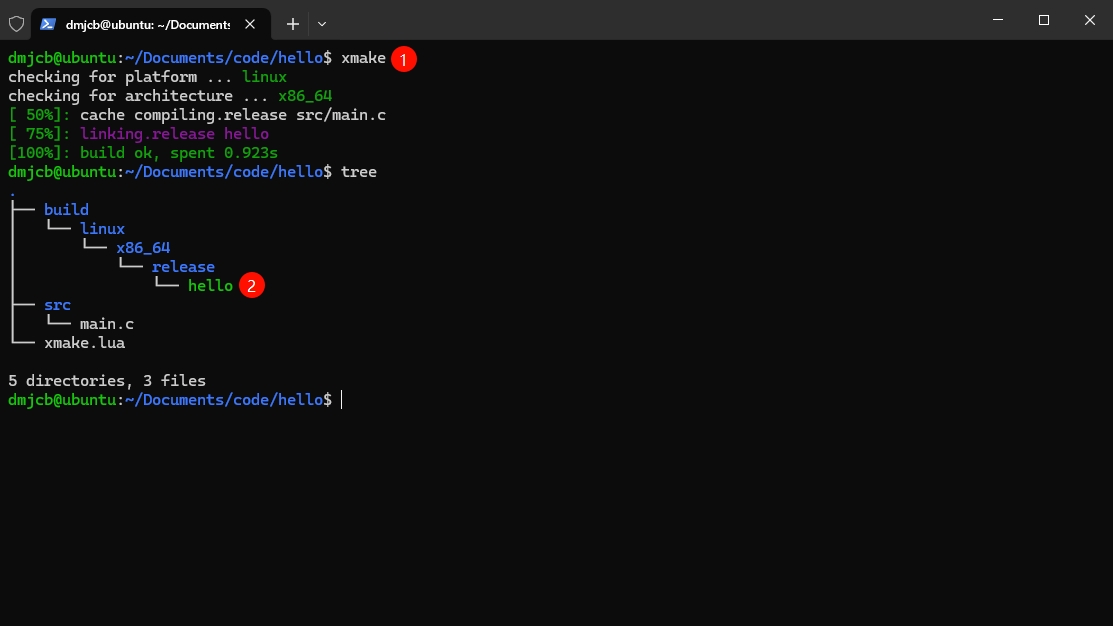 dmjcb@ubuntu: ~/Documents
dmjcb@ubuntu:~/Documents/code/hello$ xmake 1
checking for platform ... linux
checking for architecture ... x86_64
[ 50%]: cache compiling.release src/main.c
[ 75%]: linking.release hello
[100%]: build ok, spent 0.923s
dmjcb@ubuntu:~/Documents/code/hello$ tree
.
├── build
│   └── linux
│       └── x86_64
│           └── release
│               └── hello 2
├── src
│   └── main.c
└── xmake.lua
5 directories, 3 files
dmjcb@ubuntu:~/Documents/code/hello$